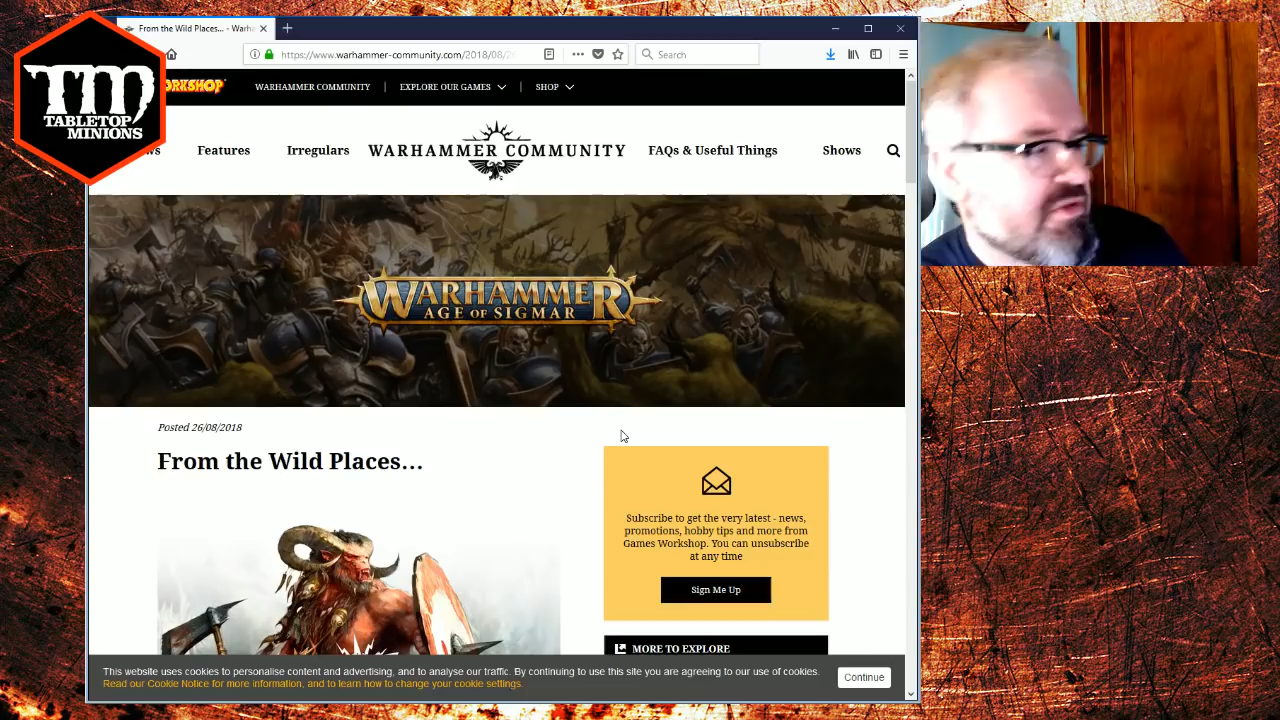 From the Wild Places... - Warha
https://www.warhammer-community.com/2018/08/2
Search
TM
TABLETOP
MINIONS
WORKSHOP
WARHAMMER COMMUNITY
EXPLORE OUR GAMES
SHOP
ws
Features
Irregulars
WARHAMMER COMMUNITY
FAQs & Useful Things
Shows
WARHAMMER
AGE OF SIGMAR
Posted 26/08/2018
From the Wild Places…
Subscribe to get the very latest - news,
promotions, hobby tips and more from
Games Workshop. You can unsubscribe
at any time
Sign Me Up
MORE TO EXPLORE
This website uses cookies to personalise content and advertising, and to analyse our traffic. By continuing to use this site you are agreeing to our use of cookies.
Read our Cookie Notice for more information, and to learn how to change your cookie settings.
Continue